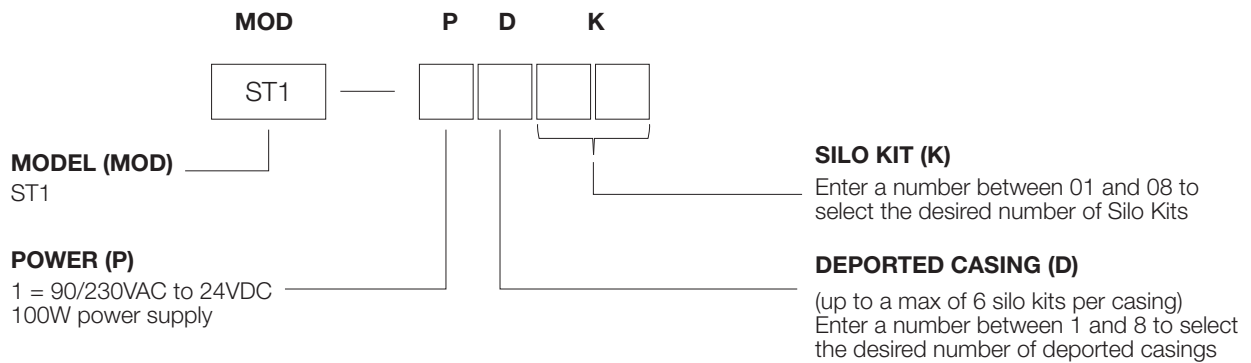 MOD P D K
ST1
MODEL (MOD)
ST1
POWER (P)
1 = 90/230VAC to 24VDC
100W power supply
SILO KIT (K)
Enter a number between 01 and 08 to
select the desired number of Silo Kits
DEPORTED CASING (D)
(up to a max of 6 silo kits per casing)
Enter a number between 1 and 8 to select
the desired number of deported casings